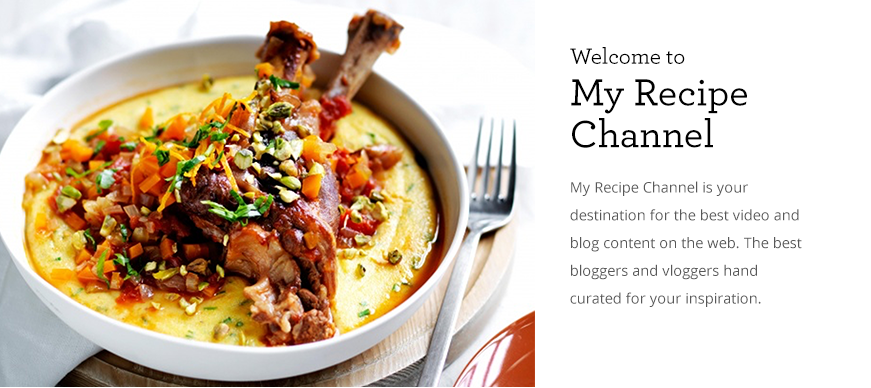 Welcome to
My Recipe
Channel
My Recipe Channel is your
destination for the best video and
blog content on the web. The best
bloggers and vloggers hand
curated for your inspiration.